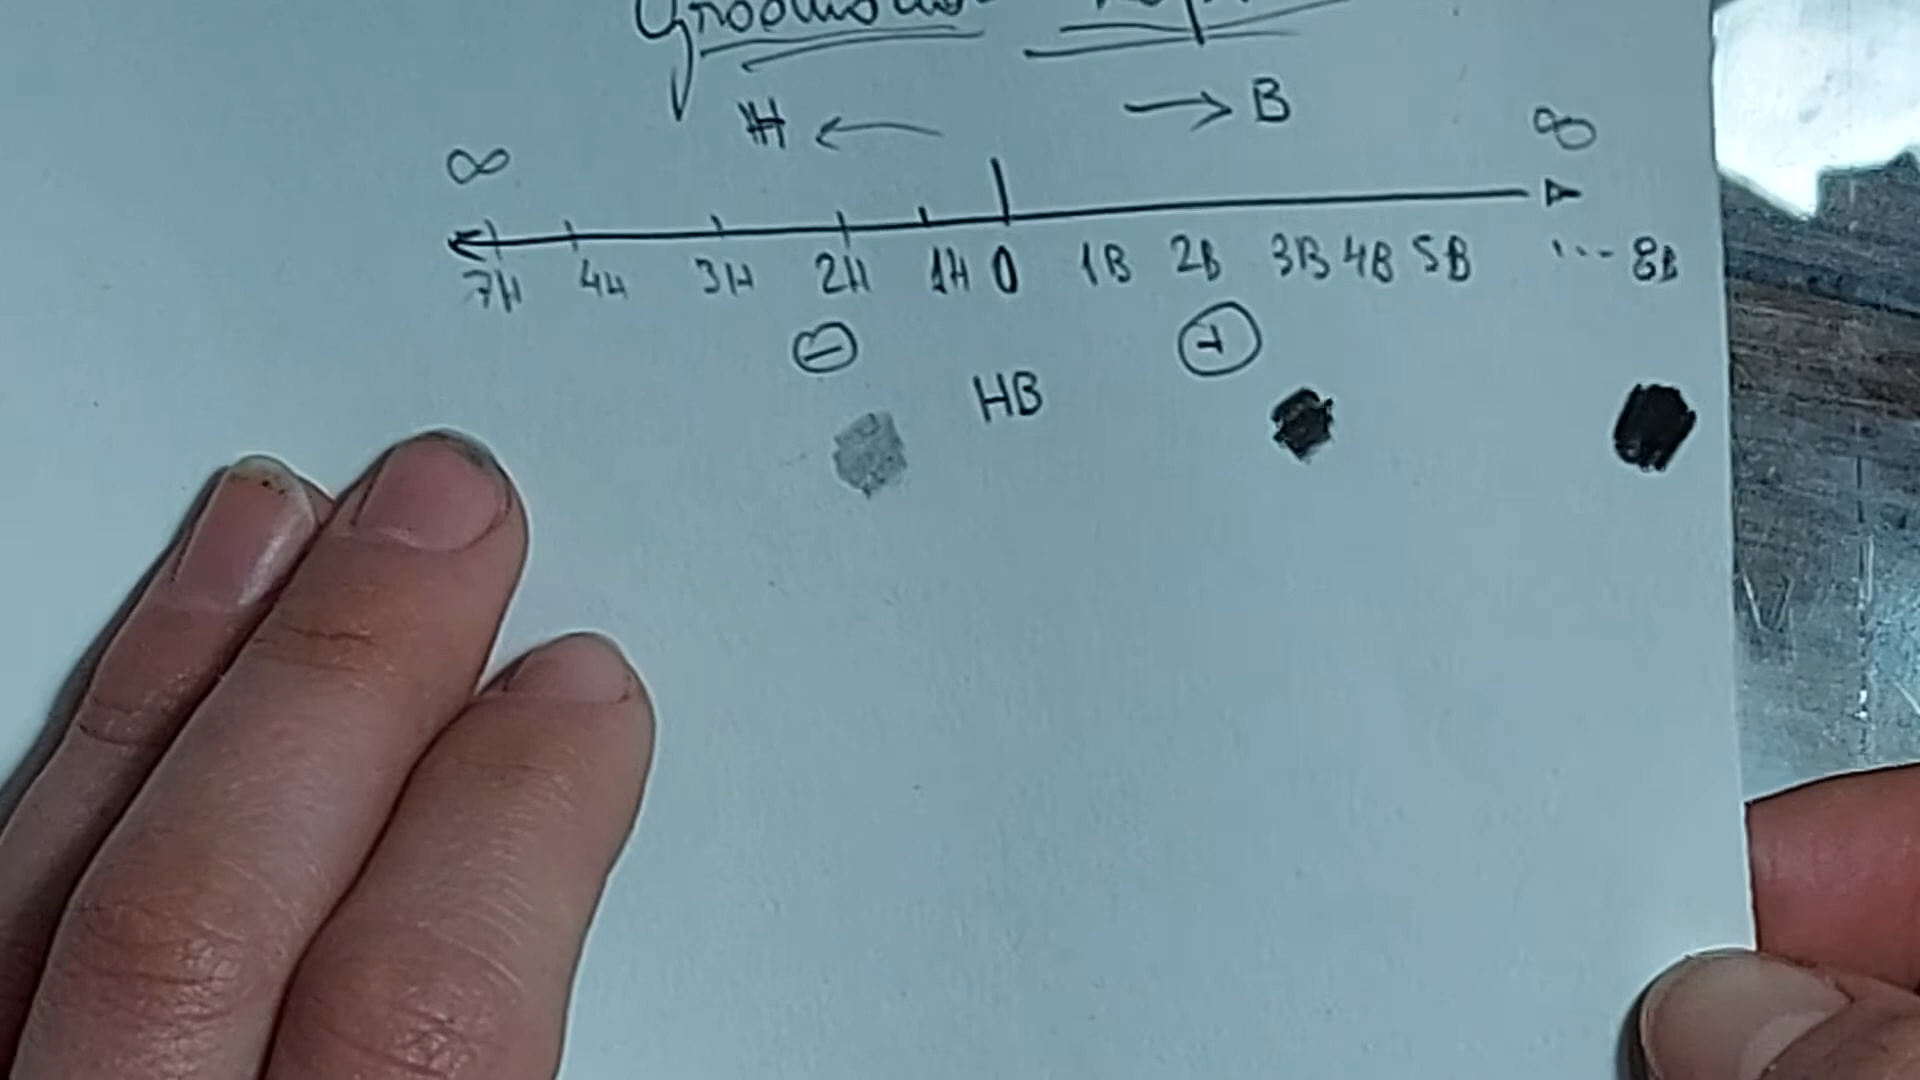 H ← → B
∞ ∞
7H 4H 3H 2H 1H 0 1B 2B 3B 4B 5B ... 8B
- +
HB